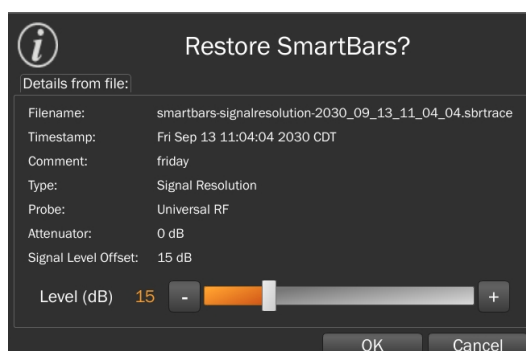 i
Restore SmartBars?
Details from file:
Filename: smartbars-signalresolution-2030_09_13_11_04_04.sbrtrace
Timestamp: Fri Sep 13 11:04:04 2030 CDT
Comment: friday
Type: Signal Resolution
Probe: Universal RF
Attenuator: 0 dB
Signal Level Offset: 15 dB
Level (dB) 15 - +
OK Cancel